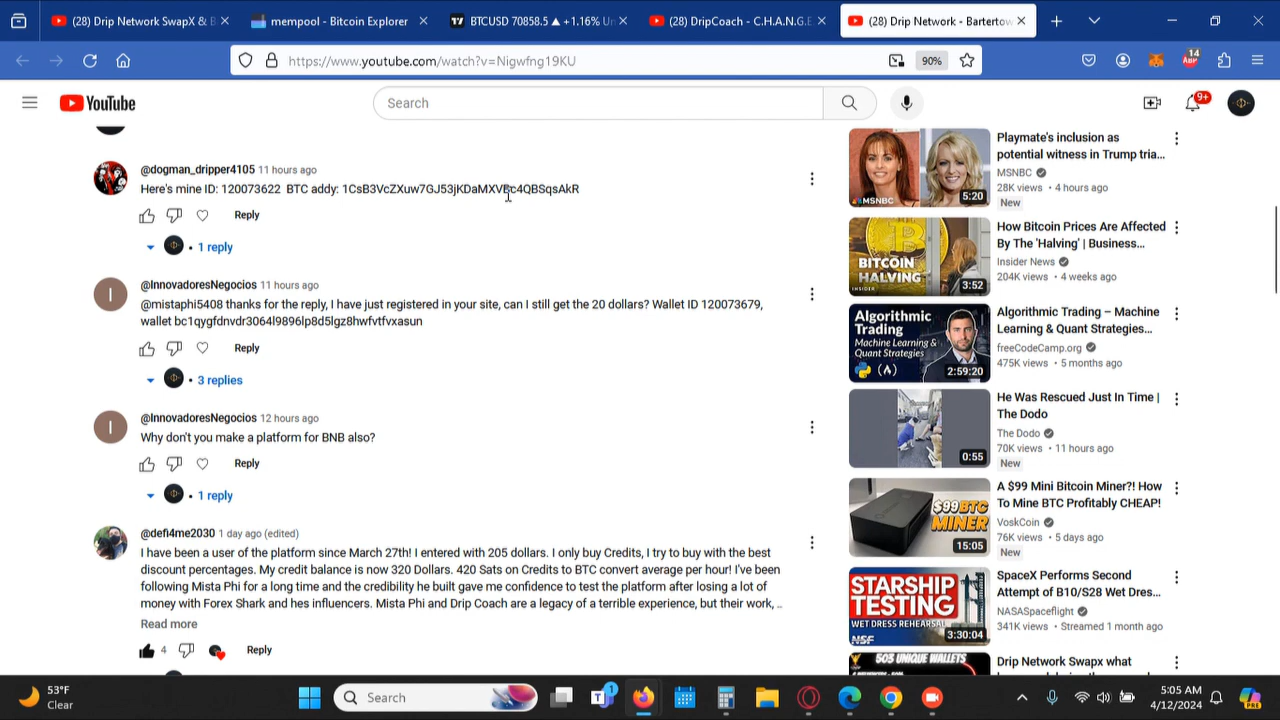 (28) Drip Network SwapX & B
mempool - Bitcoin Explorer
BTCUSD 70858.5 ▲ +1.16% Un
(28) DripCoach - C.H.A.N.G.E
(28) Drip Network - Bartertow
https://www.youtube.com/watch?v=Nigwfng19KU
90%
14
ABP
YouTube
Search
9+
@dogman_dripper4105 11 hours ago
Here's mine ID: 120073622 BTC addy: 1CsB3VcZXuw7GJ53jKDaMXVBc4QBSqsAkR
Reply
1 reply
@InnovadoresNegocios 11 hours ago
@mistaphi5408 thanks for the reply, I have just registered in your site, can I still get the 20 dollars? Wallet ID 120073679,
wallet bc1qygfdnvdr3064l9896lp8d5lgz8hwfvtfvxasun
Reply
3 replies
@InnovadoresNegocios 12 hours ago
Why don't you make a platform for BNB also?
Reply
1 reply
@defi4me2030 1 day ago (edited)
I have been a user of the platform since March 27th! I entered with 205 dollars. I only buy Credits, I try to buy with the best
discount percentages. My credit balance is now 320 Dollars. 420 Sats on Credits to BTC convert average per hour! I've been
following Mista Phi for a long time and the credibility he built gave me confidence to test the platform after losing a lot of
money with Forex Shark and hes influencers. Mista Phi and Drip Coach are a legacy of a terrible experience, but their work, ..
Read more
4
Reply
MSNBC
5:20
Playmate's inclusion as
potential witness in Trump tria...
MSNBC
28K views • 4 hours ago
New
BITCOIN
HALVING
INSIDER
3:52
How Bitcoin Prices Are Affected
By The 'Halving' | Business...
Insider News
204K views • 4 weeks ago
Algorithmic
Trading
Machine
Learning &
Quant Strategies
2:59:20
Algorithmic Trading – Machine
Learning & Quant Strategies...
freeCodeCamp.org
475K views • 5 months ago
0:55
He Was Rescued Just In Time |
The Dodo
The Dodo
70K views • 11 hours ago
New
$99BTC
MINER
15:05
A $99 Mini Bitcoin Miner?! How
To Mine BTC Profitably CHEAP!
VoskCoin
76K views • 5 days ago
New
STARSHIP
TESTING
WET DRESS REHEARSAL
NSF
3:30:04
SpaceX Performs Second
Attempt of B10/S28 Wet Dres...
NASASpaceflight
341K views • Streamed 1 month ago
503 UNIQUE WALLETS
Drip Network Swapx what
53°F
Clear
Search
1
5:05 AM
4/12/2024
PRE